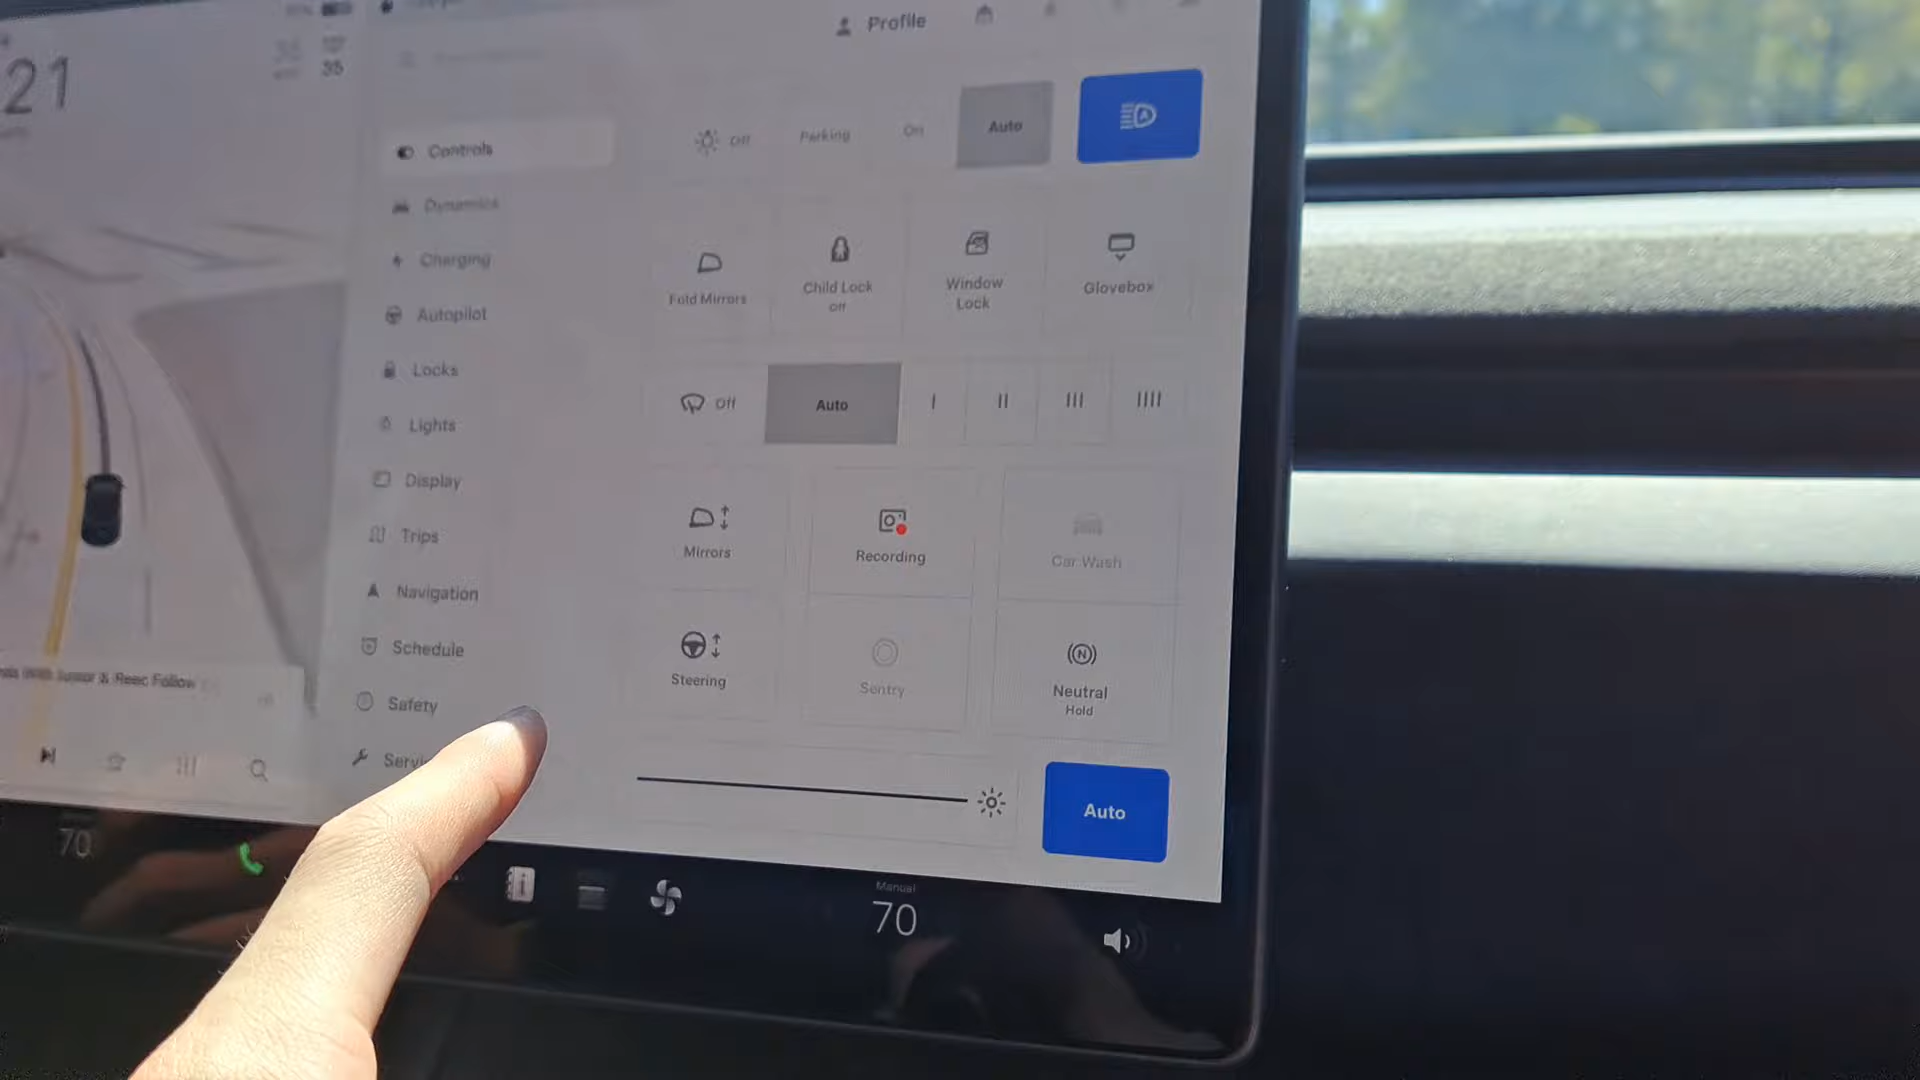 Profile
21
35
Off
Parking
On
Auto
Controls
Dynamics
Charging
Autopilot
Locks
Lights
Display
Trips
Navigation
Schedule
Safety
Fold Mirrors
Child Lock
Off
Window
Lock
Glovebox
Off
Auto
I
II
III
IIII
Mirrors
Recording
Car Wash
Steering
Sentry
Neutral
Hold
Auto
70
Manual
70